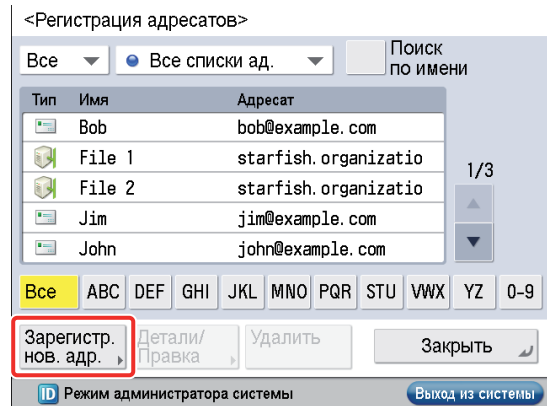 <Регистрация адресатов>
Все Все списки ад. Поиск
по имени
Тип Имя Адресат
Bob bob@example.com
File 1 starfish.organizatio
File 2 starfish.organizatio
Jim jim@example.com
John john@example.com
1/3
Все ABC DEF GHI JKL MNO PQR STU VWX YZ 0-9
Зарегистр.
нов. адр.
Детали/
Правка
Удалить
Закрыть
ID Режим администратора системы Выход из системы